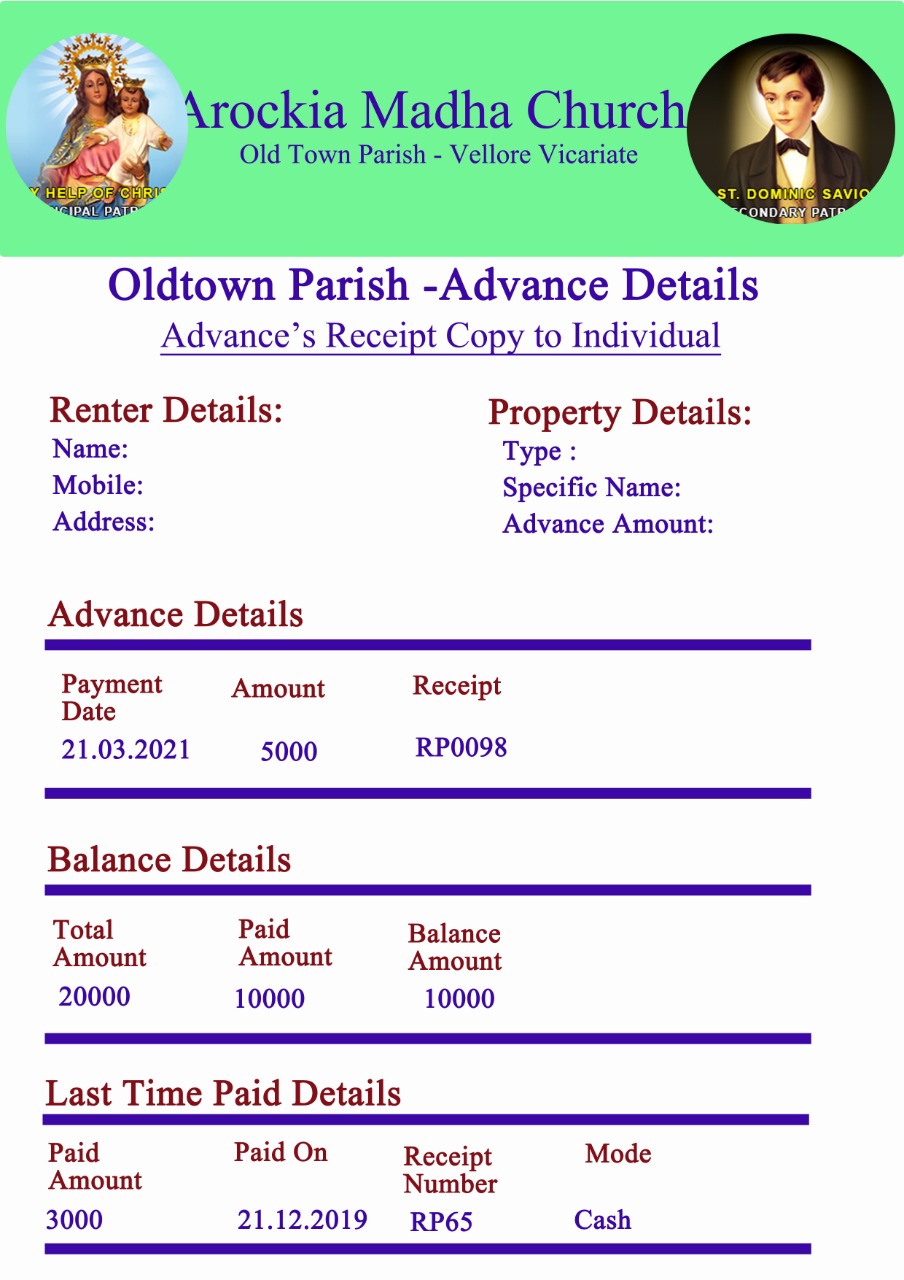 Arockia Madha Church
Old Town Parish - Vellore Vicariate
Y HELP OF CHRIS
CIPAL PATR
ST. DOMINIC SAVIO
CONDARY PATR
Oldtown Parish -Advance Details
Advance’s Receipt Copy to Individual
Renter Details:
Name:
Mobile:
Address:
Property Details:
Type :
Specific Name:
Advance Amount:
Advance Details
Payment Date
Amount
Receipt
21.03.2021
5000
RP0098
Balance Details
Total Amount
Paid Amount
Balance Amount
20000
10000
10000
Last Time Paid Details
Paid Amount
Paid On
Receipt Number
Mode
3000
21.12.2019
RP65
Cash